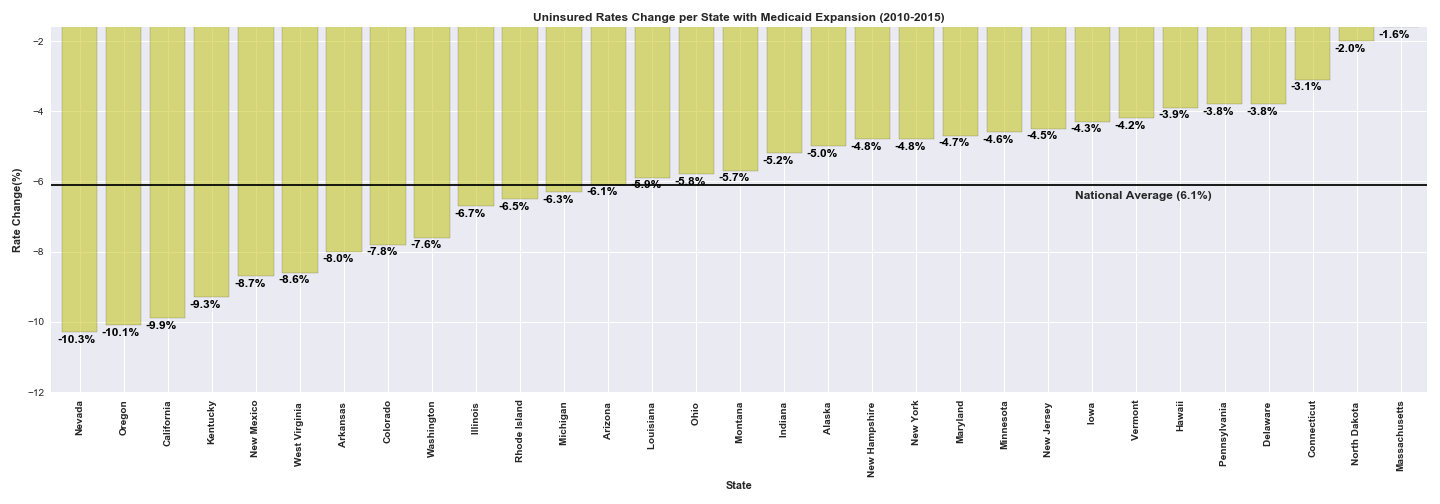 Uninsured Rates Change per State with Medicaid Expansion (2010-2015)
Rate Change(%)
−2
−4
−6
−8
−10
−12
-10.3%
-10.1%
-9.9%
-9.3%
-8.7%
-8.6%
-8.0%
-7.8%
-7.6%
-6.7%
-6.5%
-6.3%
-6.1%
-5.9%
-5.8%
-5.7%
-5.2%
-5.0%
-4.8%
-4.8%
-4.7%
-4.6%
-4.5%
-4.3%
-4.2%
-3.9%
-3.8%
-3.8%
-3.1%
-2.0%
-1.6%
National Average (6.1%)
Nevada
Oregon
California
Kentucky
New Mexico
West Virginia
Arkansas
Colorado
Washington
Illinois
Rhode Island
Michigan
Arizona
Louisiana
Ohio
Montana
Indiana
Alaska
New Hampshire
New York
Maryland
Minnesota
New Jersey
Iowa
Vermont
Hawaii
Pennsylvania
Delaware
Connecticut
North Dakota
Massachusetts
State